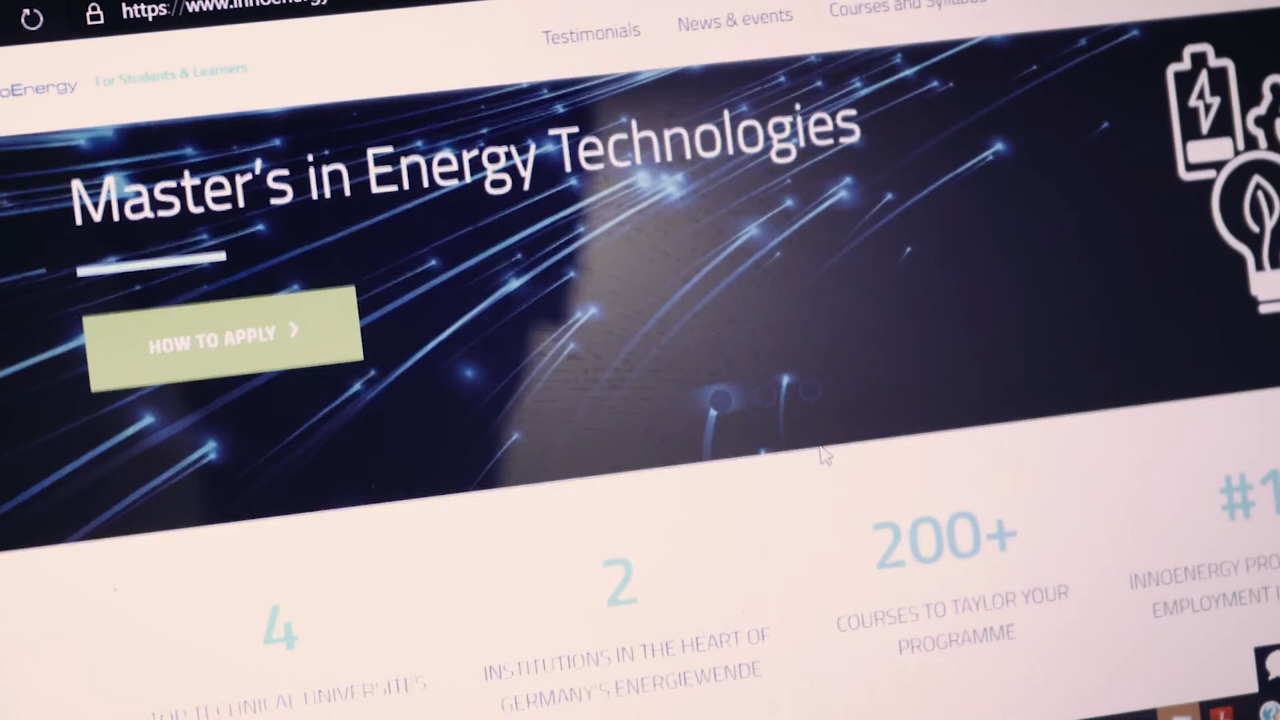 https://www.innoenergy
Testimonials
News & events
Courses and Syllabus
oEnergy
For Students & Learners
Master's in Energy Technologies
HOW TO APPLY
4
TOP TECHNICAL UNIVERSITES
2
INSTITUTIONS IN THE HEART OF
GERMANY'S ENERGIEWENDE
200+
COURSES TO TAYLOR YOUR
PROGRAMME
#1
INNOENERGY PRO
EMPLOYMENT